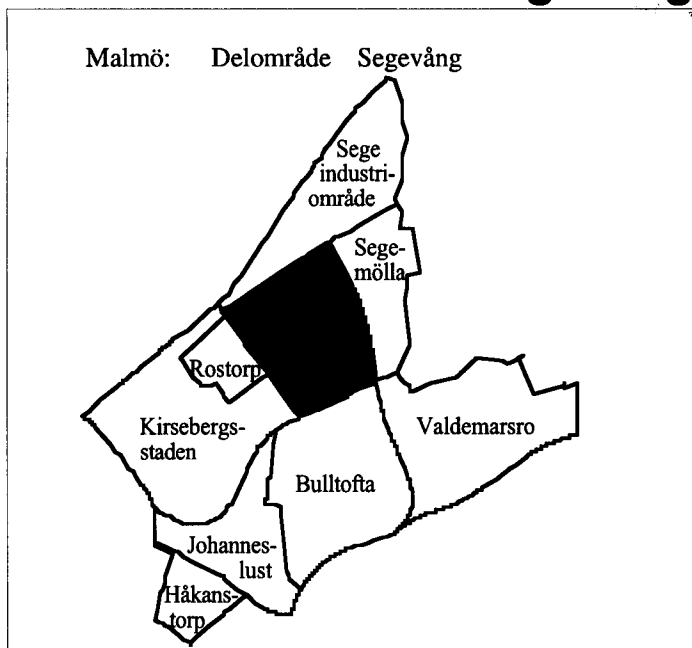 Malmö: Delområde Segevång
Sege
industri-
område
Sege-
mölla
Rostorp
Kirsebergs-
staden
Valdemarsro
Bulltofta
Johannes-
lust
Håkans-
torp